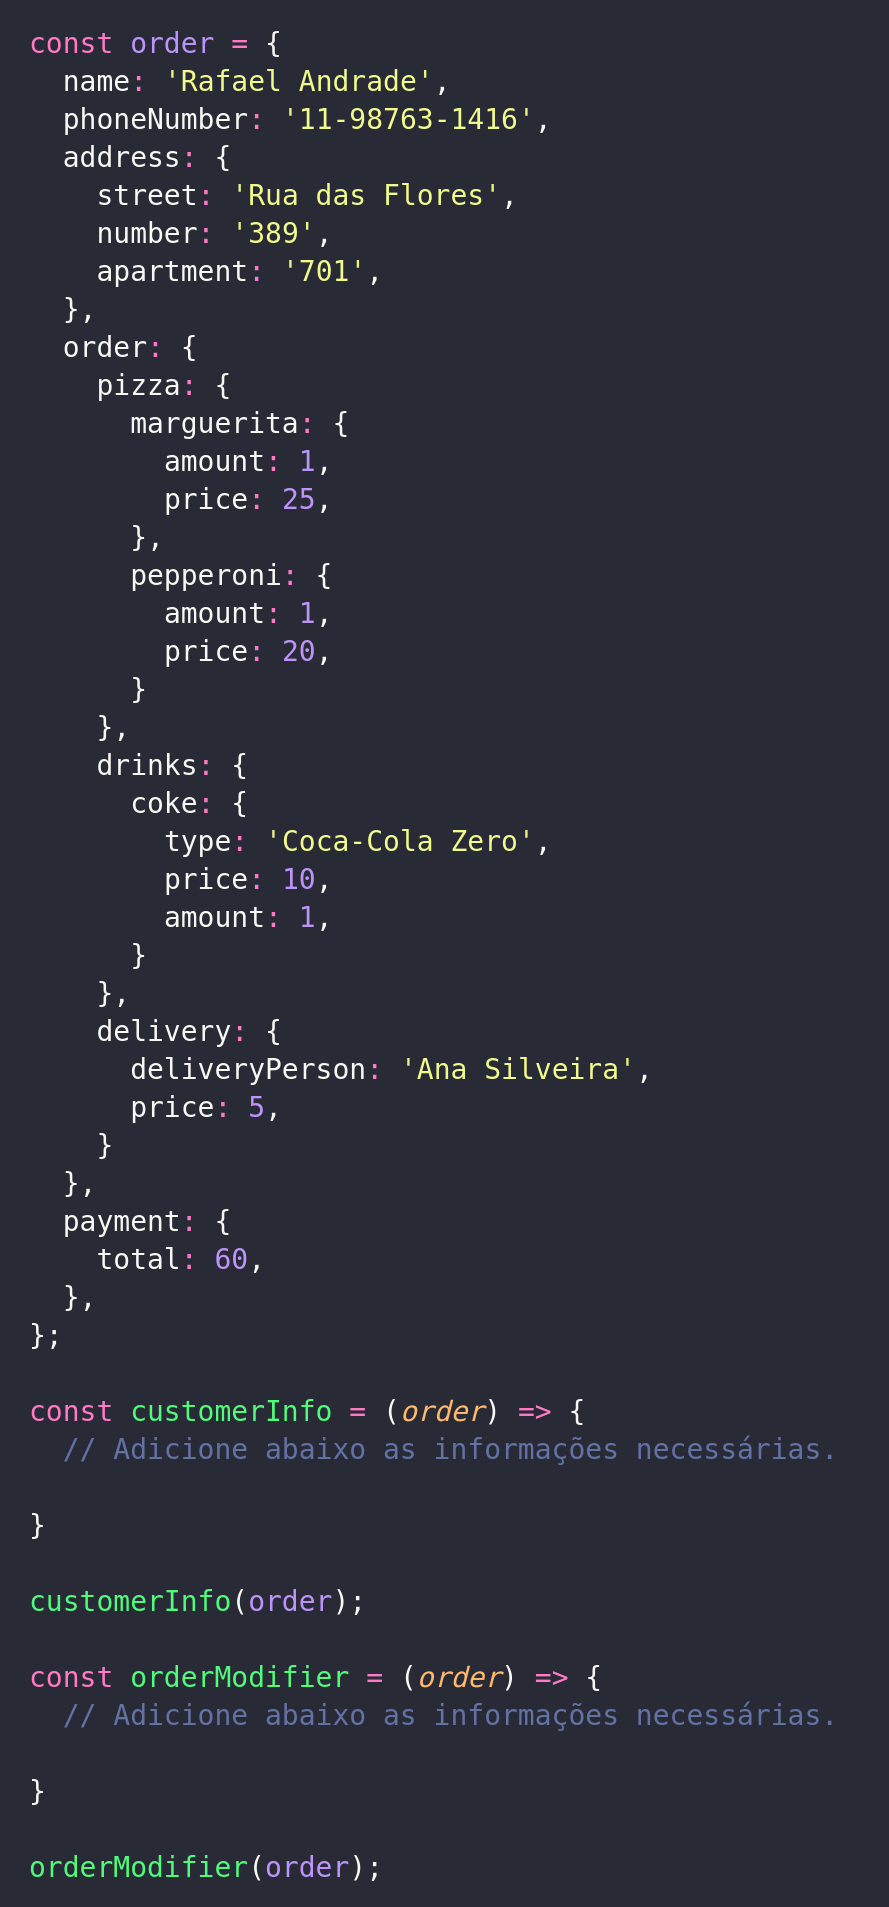 const order = {
  name: 'Rafael Andrade',
  phoneNumber: '11-98763-1416',
  address: {
    street: 'Rua das Flores',
    number: '389',
    apartment: '701',
  },
  order: {
    pizza: {
      marguerita: {
        amount: 1,
        price: 25,
      },
      pepperoni: {
        amount: 1,
        price: 20,
      }
    },
    drinks: {
      coke: {
        type: 'Coca-Cola Zero',
        price: 10,
        amount: 1,
      }
    },
    delivery: {
      deliveryPerson: 'Ana Silveira',
      price: 5,
    }
  },
  payment: {
    total: 60,
  },
};

const customerInfo = (order) => {
  // Adicione abaixo as informações necessárias.

}

customerInfo(order);

const orderModifier = (order) => {
  // Adicione abaixo as informações necessárias.

}

orderModifier(order);